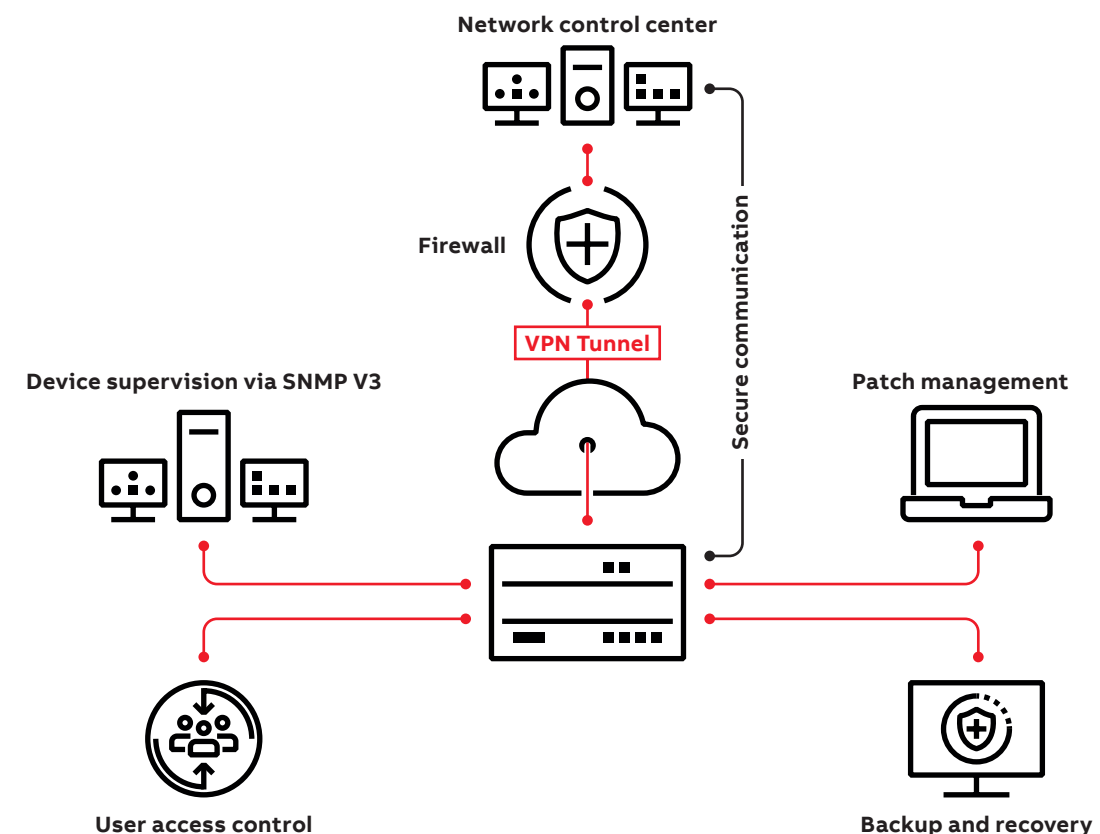 Network control center
Firewall
Secure communication
VPN Tunnel
Device supervision via SNMP V3
Patch management
User access control
Backup and recovery